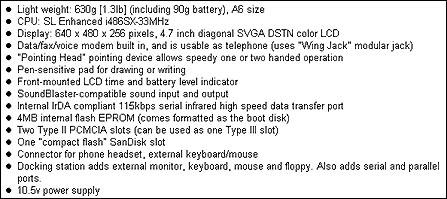 Light weight: 630g [1.3lb] (including 90g battery), A6 size
CPU: SL Enhanced i486SX-33MHz
Display: 640 x 480 x 256 pixels, 4.7 inch diagonal SVGA DSTN color LCD
Data/fax/voice modem built in, and is usable as telephone (uses "Wing Jack" modular jack)
"Pointing Head" pointing device allows speedy one or two handed operation
Pen-sensitive pad for drawing or writing
Front-mounted LCD time and battery level indicator
SoundBlaster-compatible sound input and output
Internal IrDA compliant 115kbps serial infrared high speed data transfer port
4MB internal flash EPROM (comes formatted as the boot disk)
Two Type II PCMCIA slots (can be used as one Type III slot)
One "compact flash" SanDisk slot
Connector for phone headset, external keyboard/mouse
Docking station adds external monitor, keyboard, mouse and floppy. Also adds serial and parallel
ports.
10.5v power supply